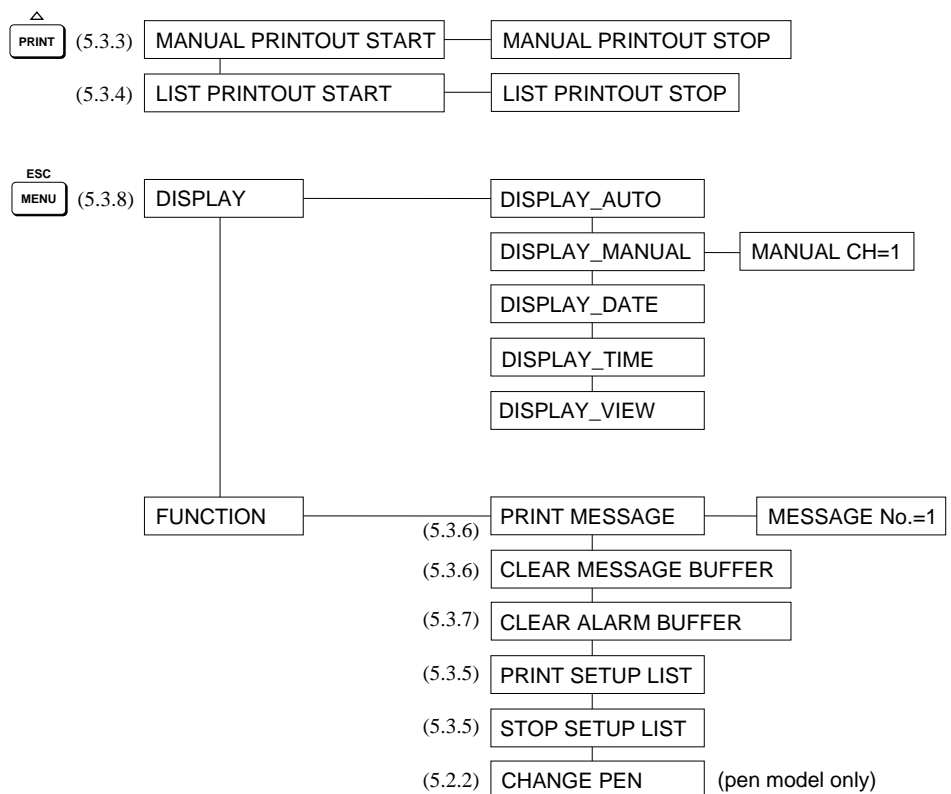 PRINT (5.3.3) MANUAL PRINTOUT START MANUAL PRINTOUT STOP
(5.3.4) LIST PRINTOUT START LIST PRINTOUT STOP
ESC
MENU (5.3.8) DISPLAY DISPLAY_AUTO
DISPLAY_MANUAL MANUAL CH=1
DISPLAY_DATE
DISPLAY_TIME
DISPLAY_VIEW
FUNCTION (5.3.6) PRINT MESSAGE MESSAGE No.=1
(5.3.6) CLEAR MESSAGE BUFFER
(5.3.7) CLEAR ALARM BUFFER
(5.3.5) PRINT SETUP LIST
(5.3.5) STOP SETUP LIST
(5.2.2) CHANGE PEN (pen model only)